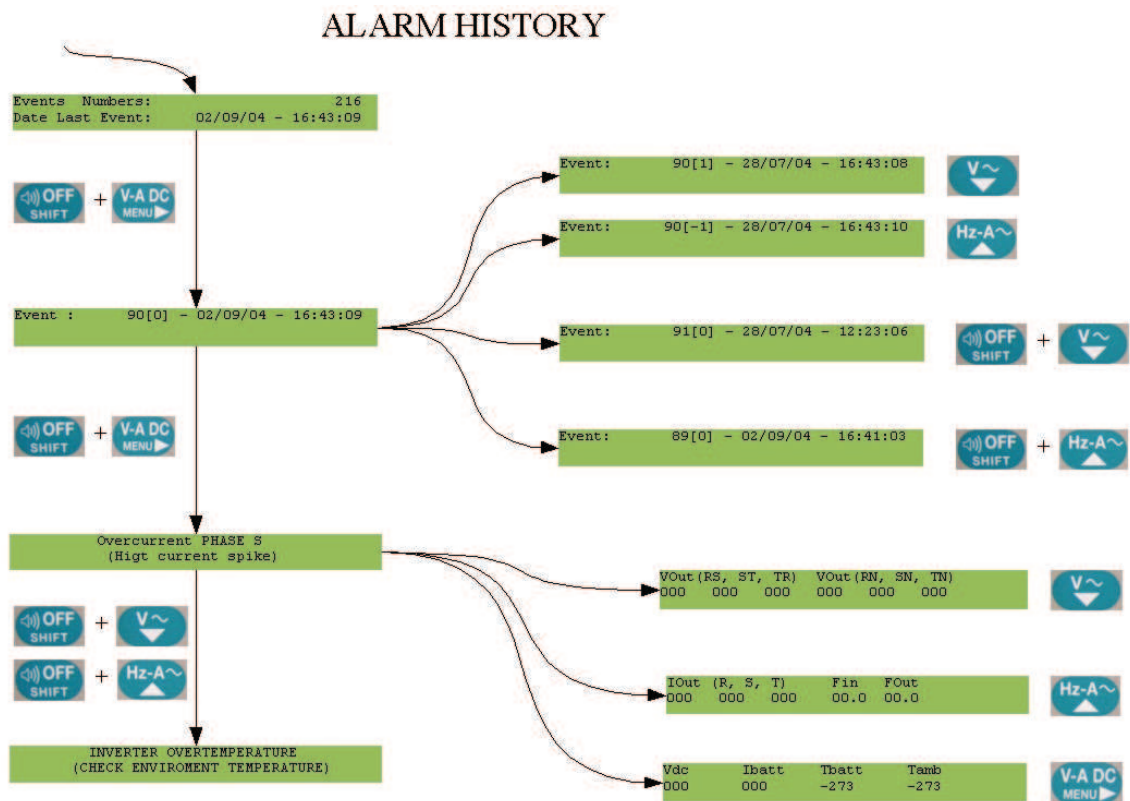 ALARM HISTORY
Events Numbers: 216
Date Last Event: 02/09/04 - 16:43:09
OFF SHIFT + V-A DC MENU
Event: 90[1] - 28/07/04 - 16:43:08
V~
Event: 90[-1] - 28/07/04 - 16:43:10
Hz-A~
Event : 90[0] - 02/09/04 - 16:43:09
Event: 91[0] - 28/07/04 - 12:23:06
OFF SHIFT + V~
OFF SHIFT + V-A DC MENU
Event: 89[0] - 02/09/04 - 16:41:03
OFF SHIFT + Hz-A~
Overcurrent PHASE S
(Higt current spike)
VOut(RS, ST, TR) VOut(RN, SN, TN)
000 000 000 000 000 000
V~
OFF SHIFT + V~
OFF SHIFT + Hz-A~
IOut (R, S, T) Fin FOut
000 000 000 00.0 00.0
Hz-A~
INVERTER OVERTEMPERATURE
(CHECK ENVIROMENT TEMPERATURE)
Vdc Ibatt Tbatt Tamb
000 000 -273 -273
V-A DC MENU